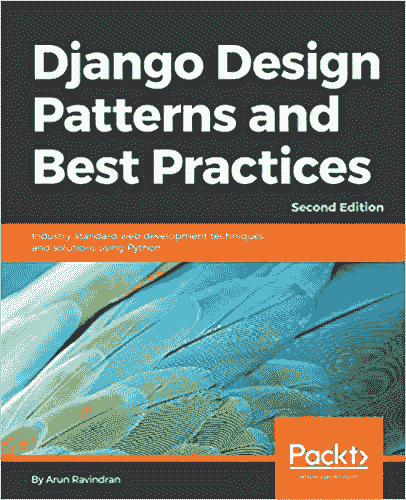 Django Design
Patterns and
Best Practices
Second Edition
Industry standard web development techniques
and solutions using Python
By Arun Ravindran
Packt>